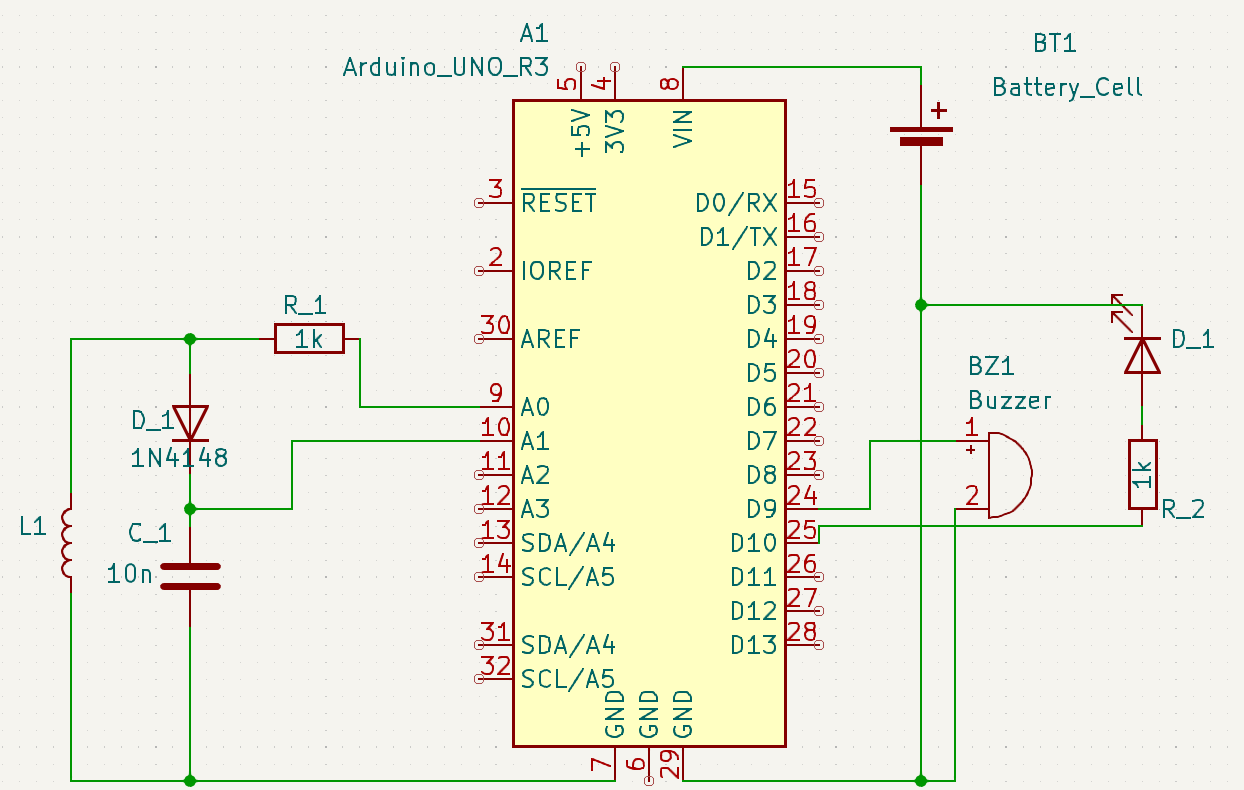 A1
Arduino_UNO_R3
BT1
Battery_Cell
+
5
4
8
+5V
3V3
VIN
3
RESET
2
IOREF
30
AREF
9
A0
10
A1
11
A2
12
A3
13
SDA/A4
14
SCL/A5
31
SDA/A4
32
SCL/A5
D0/RX
15
D1/TX
16
D2
17
D3
18
D4
19
D5
20
D6
21
D7
22
D8
23
D9
24
D10
25
D11
26
D12
27
D13
28
GND
GND
GND
7
6
29
R_1
1k
D_1
1N4148
L1
C_1
10n
BZ1
Buzzer
1
+
2
D_1
1k
R_2